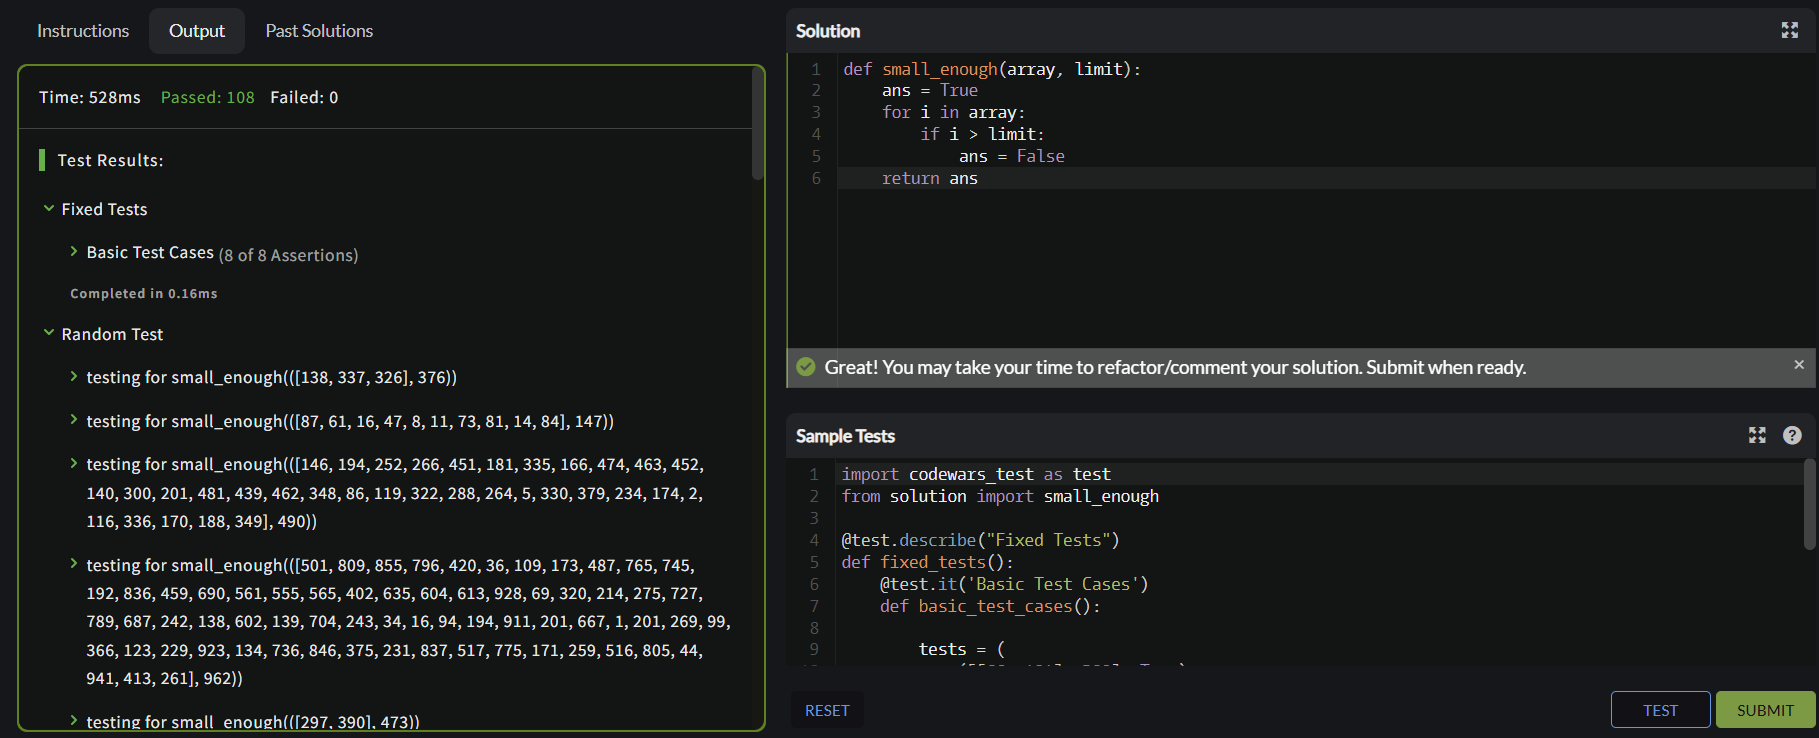 Instructions
Output
Past Solutions
Time: 528ms Passed: 108 Failed: 0
Test Results:
Fixed Tests
Basic Test Cases (8 of 8 Assertions)
Completed in 0.16ms
Random Test
testing for small_enough(([138, 337, 326], 376))
testing for small_enough(([87, 61, 16, 47, 8, 11, 73, 81, 14, 84], 147))
testing for small_enough(([146, 194, 252, 266, 451, 181, 335, 166, 474, 463, 452,
140, 300, 201, 481, 439, 462, 348, 86, 119, 322, 288, 264, 5, 330, 379, 234, 174, 2,
116, 336, 170, 188, 349], 490))
testing for small_enough(([501, 809, 855, 796, 420, 36, 109, 173, 487, 765, 745,
192, 836, 459, 690, 561, 555, 565, 402, 635, 604, 613, 928, 69, 320, 214, 275, 727,
789, 687, 242, 138, 602, 139, 704, 243, 34, 16, 94, 194, 911, 201, 667, 1, 201, 269, 99,
366, 123, 229, 923, 134, 736, 846, 375, 231, 837, 517, 775, 171, 259, 516, 805, 44,
941, 413, 261], 962))
testing for small_enough(([297, 390], 473))
Solution
1 def small_enough(array, limit):
2     ans = True
3     for i in array:
4         if i > limit:
5             ans = False
6     return ans
Great! You may take your time to refactor/comment your solution. Submit when ready.
×
Sample Tests
?
1 import codewars_test as test
2 from solution import small_enough
3
4 @test.describe("Fixed Tests")
5 def fixed_tests():
6     @test.it('Basic Test Cases')
7     def basic_test_cases():
8
9         tests = (
RESET
TEST
SUBMIT